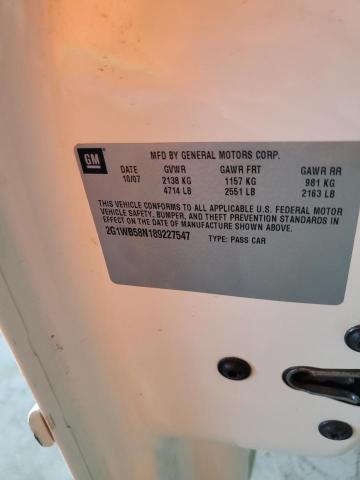 GM
MFD BY GENERAL MOTORS CORP.
DATE GVWR GAWR FRT GAWR RR
10/07 2138 KG 1157 KG 981 KG
4714 LB 2551 LB 2163 LB
THIS VEHICLE CONFORMS TO ALL APPLICABLE U.S. FEDERAL MOTOR
VEHICLE SAFETY, BUMPER, AND THEFT PREVENTION STANDARDS IN
EFFECT ON THE DATE OF MANUFACTURE SHOWN ABOVE.
2G1WB58N189227547 TYPE: PASS CAR